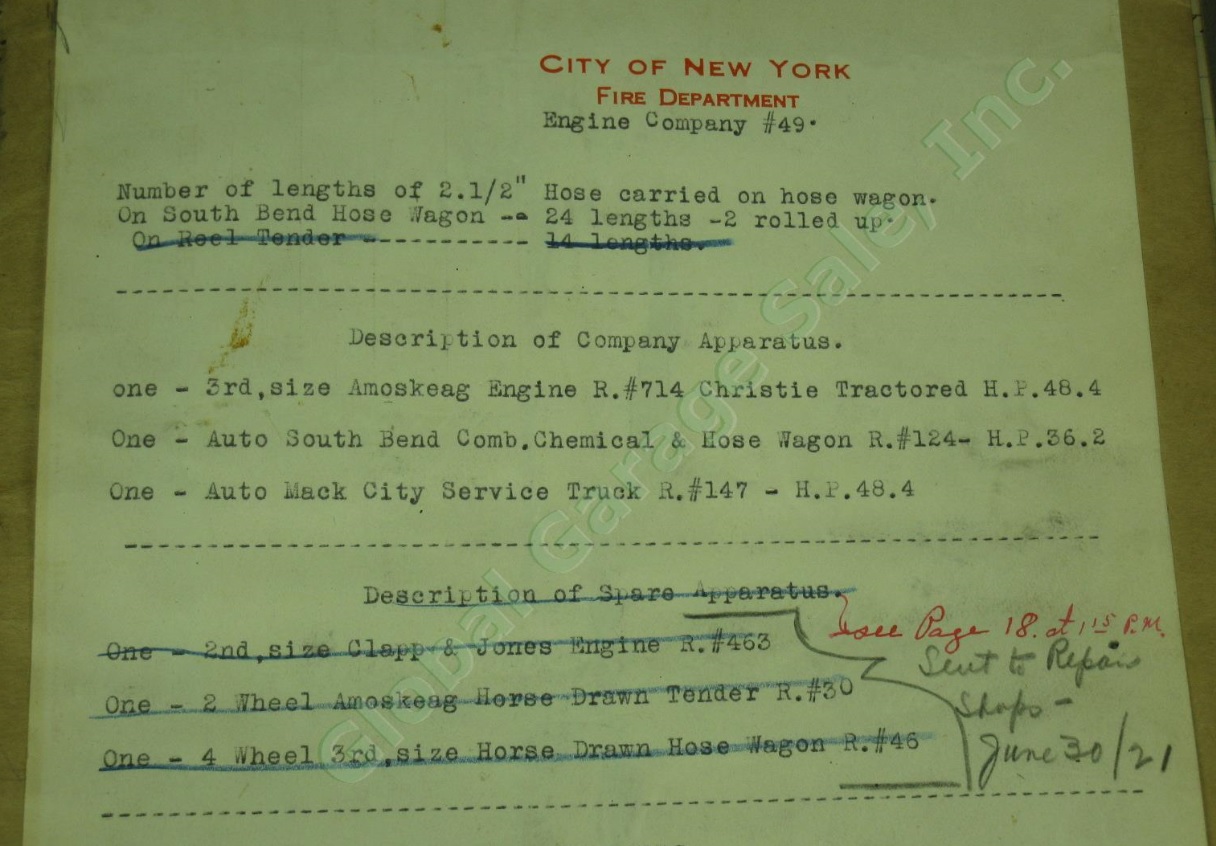 CITY OF NEW YORK
FIRE DEPARTMENT
Engine Company #49.
Number of lengths of 2.1/2" Hose carried on hose wagon.
On South Bend Hose Wagon -- 24 lengths -2 rolled up.
On Reel Tender ----------- 14 lengths.
Description of Company Apparatus.
one - 3rd,size Amoskeag Engine R.#714 Christie Tractored H.P.48.4
One - Auto South Bend Comb.Chemical & Hose Wagon R.#124- H.P.36.2
One - Auto Mack City Service Truck R.#147 - H.P.48.4
Description of Spare Apparatus.
see Page 18. at 1 15 P.M.
One - 2nd,size Clapp & Jones Engine R.#463
Sent to Repair
One - 2 Wheel Amoskeag Horse Drawn Tender R.#30
Shops -
One - 4 Wheel 3rd,size Horse Drawn Hose Wagon R.#46
June 30/21
Global Garage Sale, Inc.